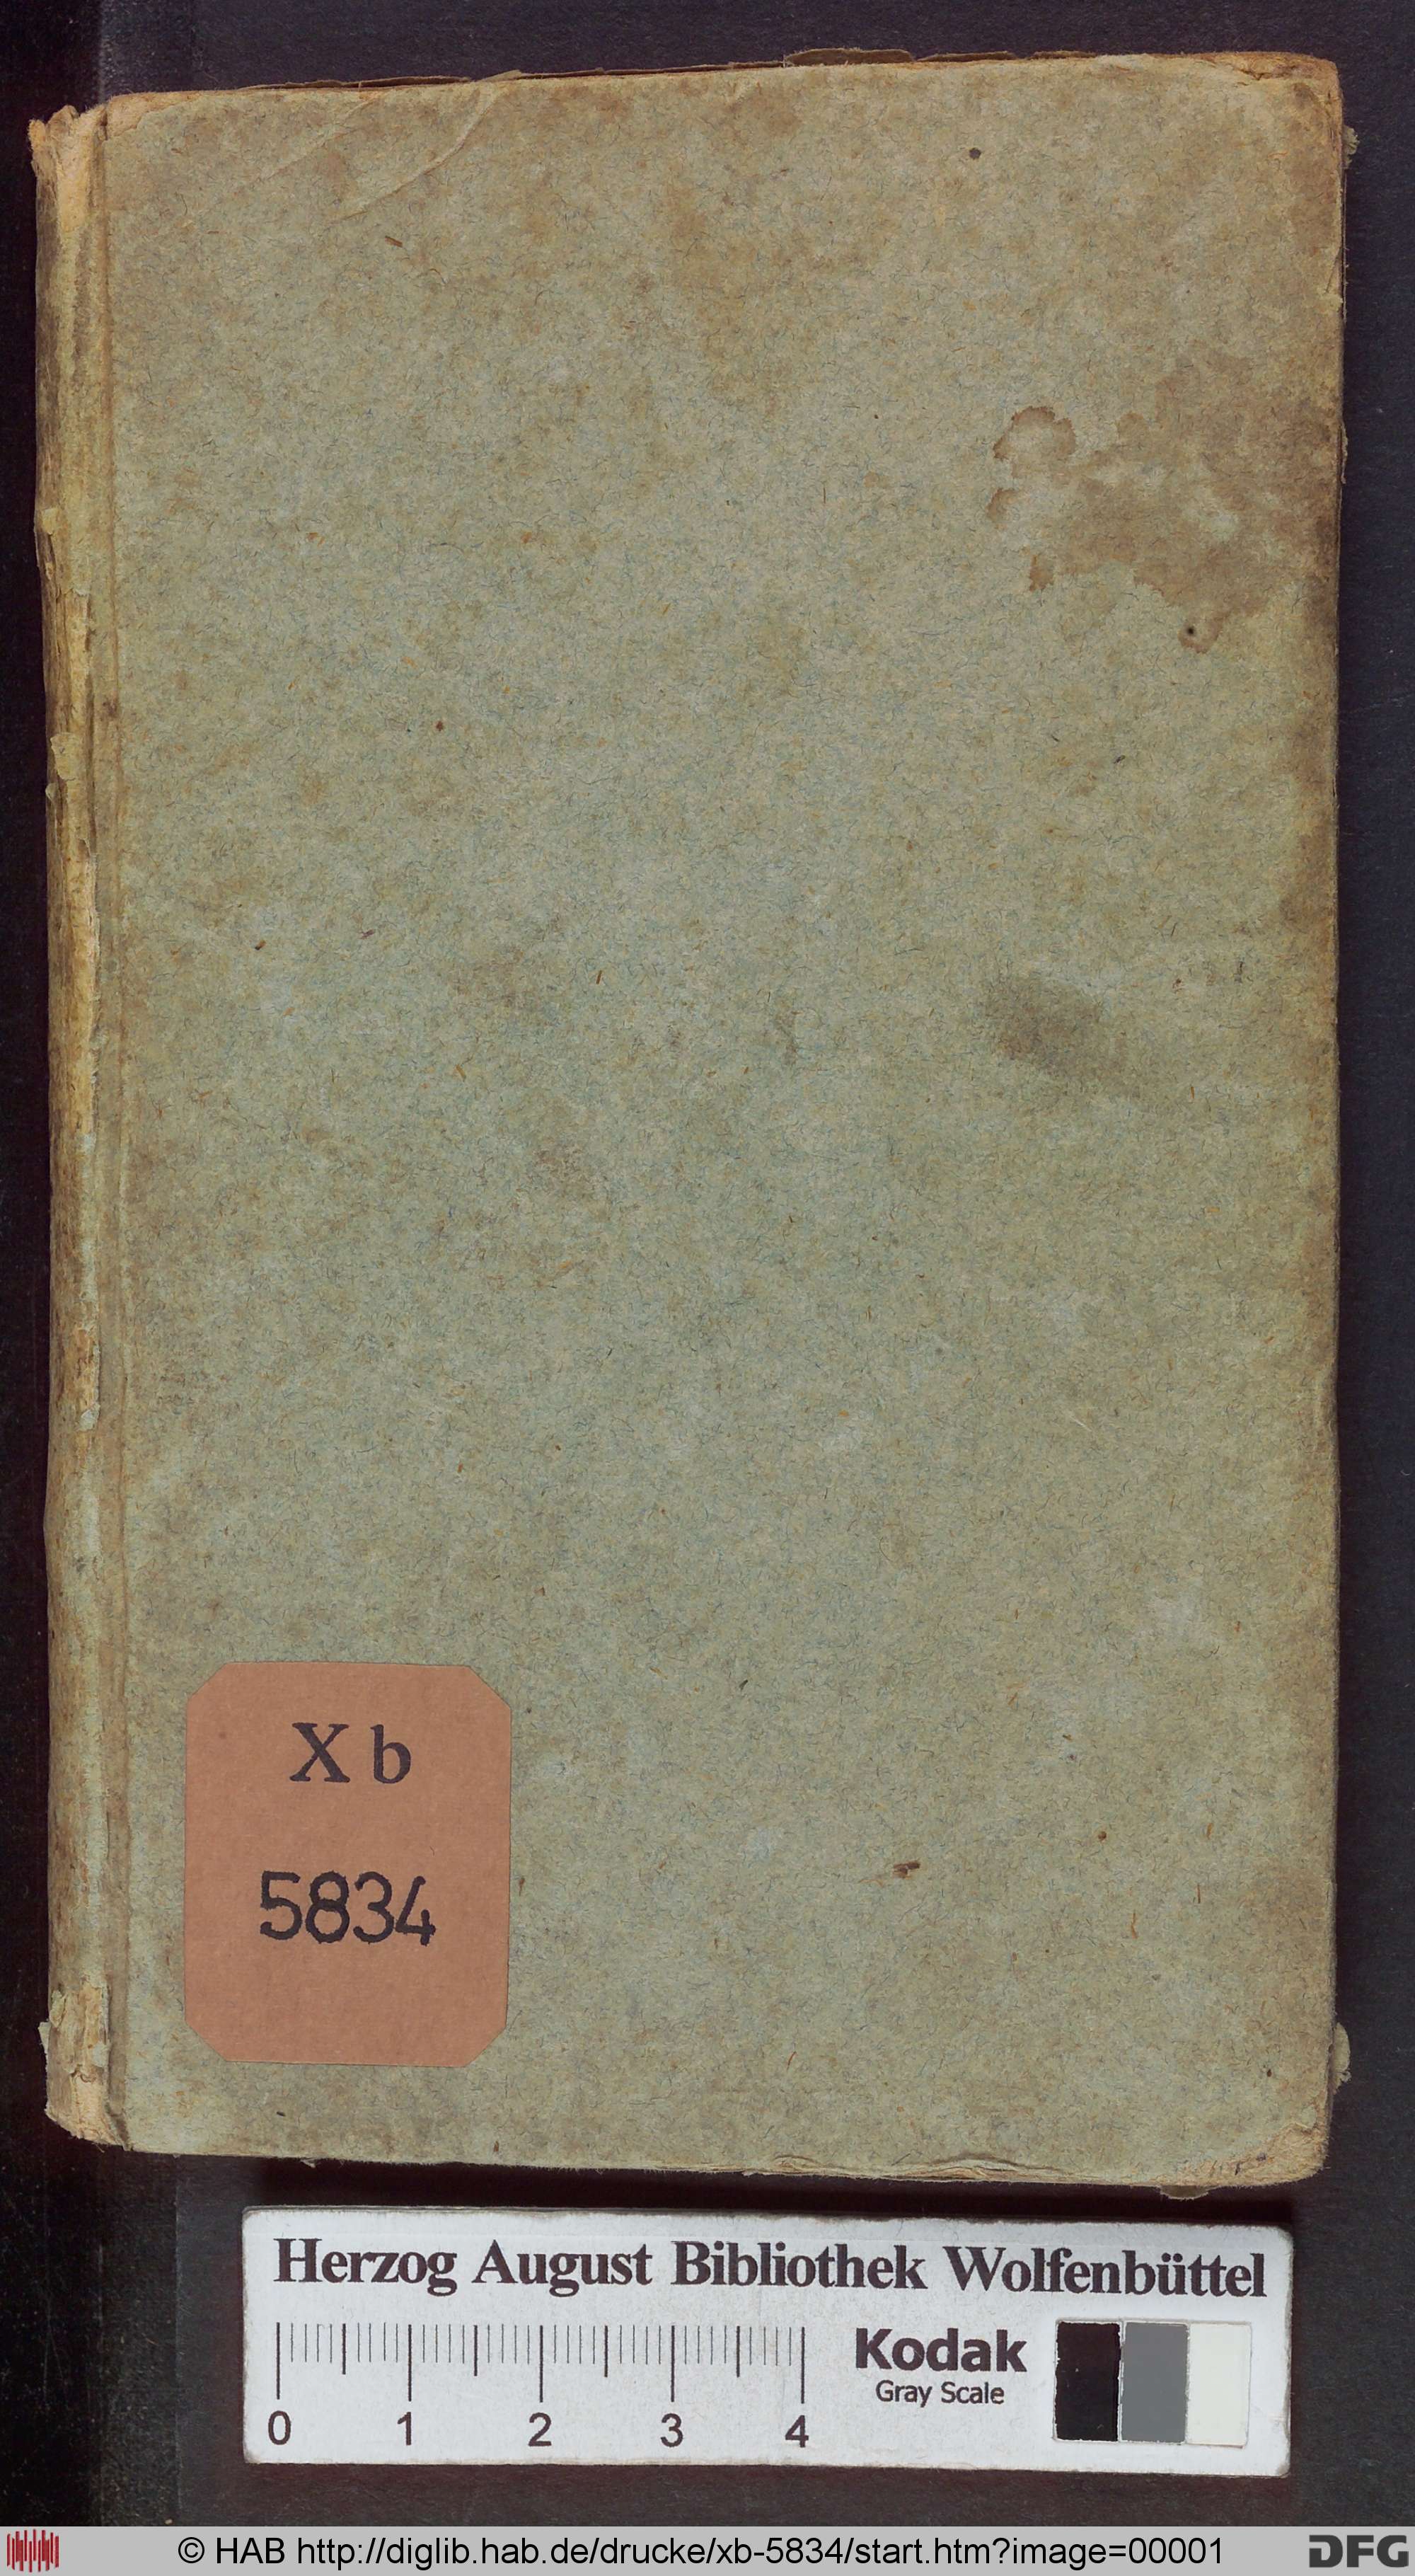 X b
5834
Herzog August Bibliothek Wolfenbüttel
Kodak
Gray Scale
0 1 2 3 4
© HAB http://diglib.hab.de/drucke/xb-5834/start.htm?image=00001
DFG